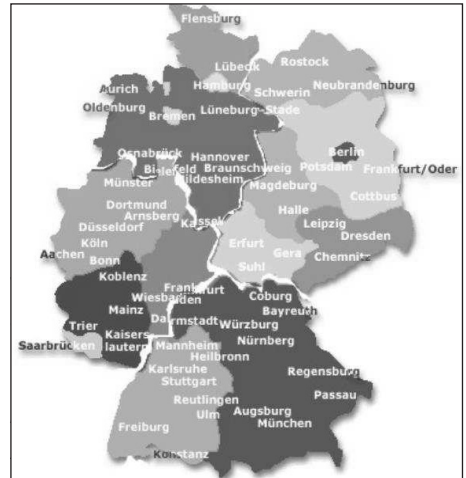 Flensburg
Lübeck
Rostock
Hamburg
Schwerin
Neubrandenburg
Aurich
Oldenburg
Bremen
Lüneburg
Stade
Osnabrück
Hannover
Berlin
Bielefeld
Braunschweig
Potsdam
Frankfurt/Oder
Münster
Hildesheim
Magdeburg
Cottbus
Dortmund
Arnsberg
Halle
Düsseldorf
Kassel
Leipzig
Köln
Erfurt
Dresden
Aachen
Bonn
Gera
Chemnitz
Koblenz
Suhl
Frankfurt
Wiesbaden
Coburg
Mainz
Bayreuth
Trier
Darmstadt
Würzburg
Kaisers
Saarbrücken
lautern
Mannheim
Nürnberg
Heilbronn
Karlsruhe
Regensburg
Stuttgart
Reutlingen
Passau
Ulm
Augsburg
Freiburg
München
Konstanz